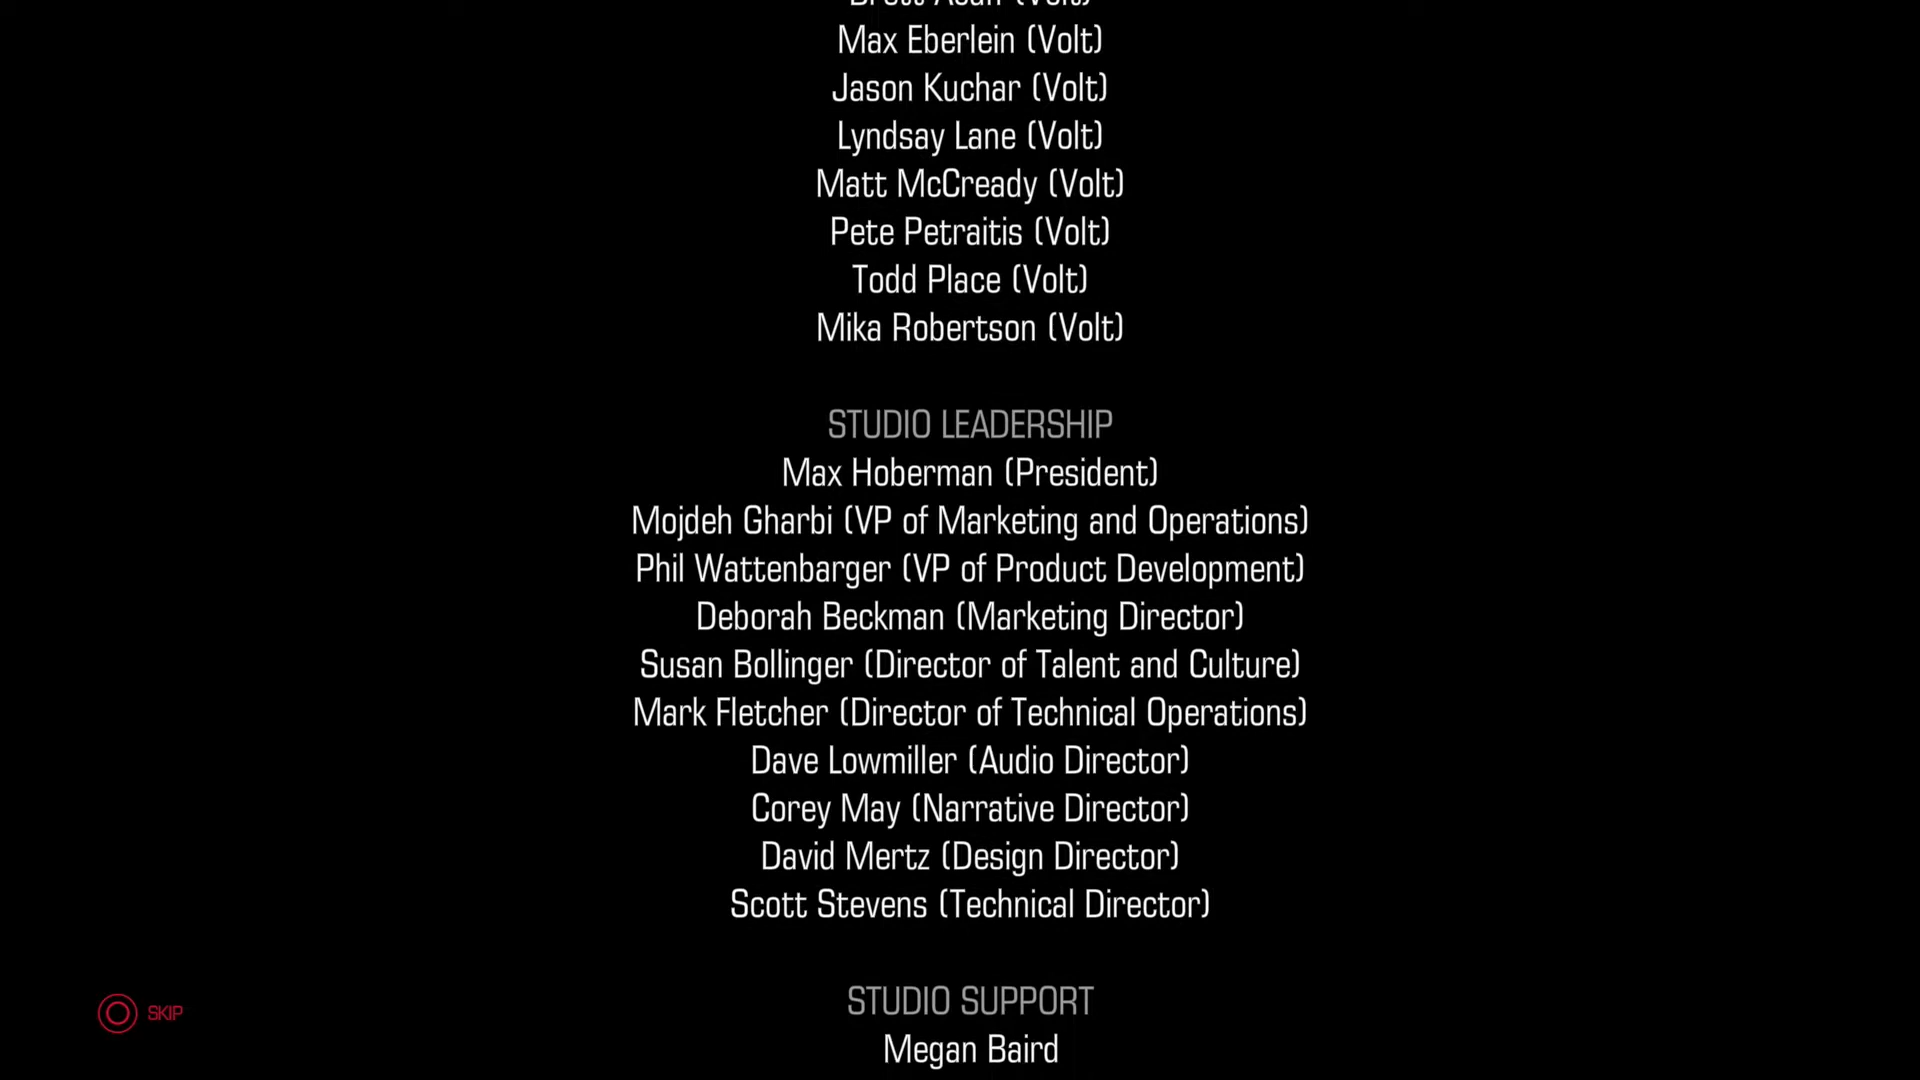 (Volt)
Max Eberlein (Volt)
Jason Kuchar (Volt)
Lyndsay Lane (Volt)
Matt McCready (Volt)
Pete Petraitis (Volt)
Todd Place (Volt)
Mika Robertson (Volt)
STUDIO LEADERSHIP
Max Hoberman (President)
Mojdeh Gharbi (VP of Marketing and Operations)
Phil Wattenbarger (VP of Product Development)
Deborah Beckman (Marketing Director)
Susan Bollinger (Director of Talent and Culture)
Mark Fletcher (Director of Technical Operations)
Dave Lowmiller (Audio Director)
Corey May (Narrative Director)
David Mertz (Design Director)
Scott Stevens (Technical Director)
STUDIO SUPPORT
Megan Baird
SKIP